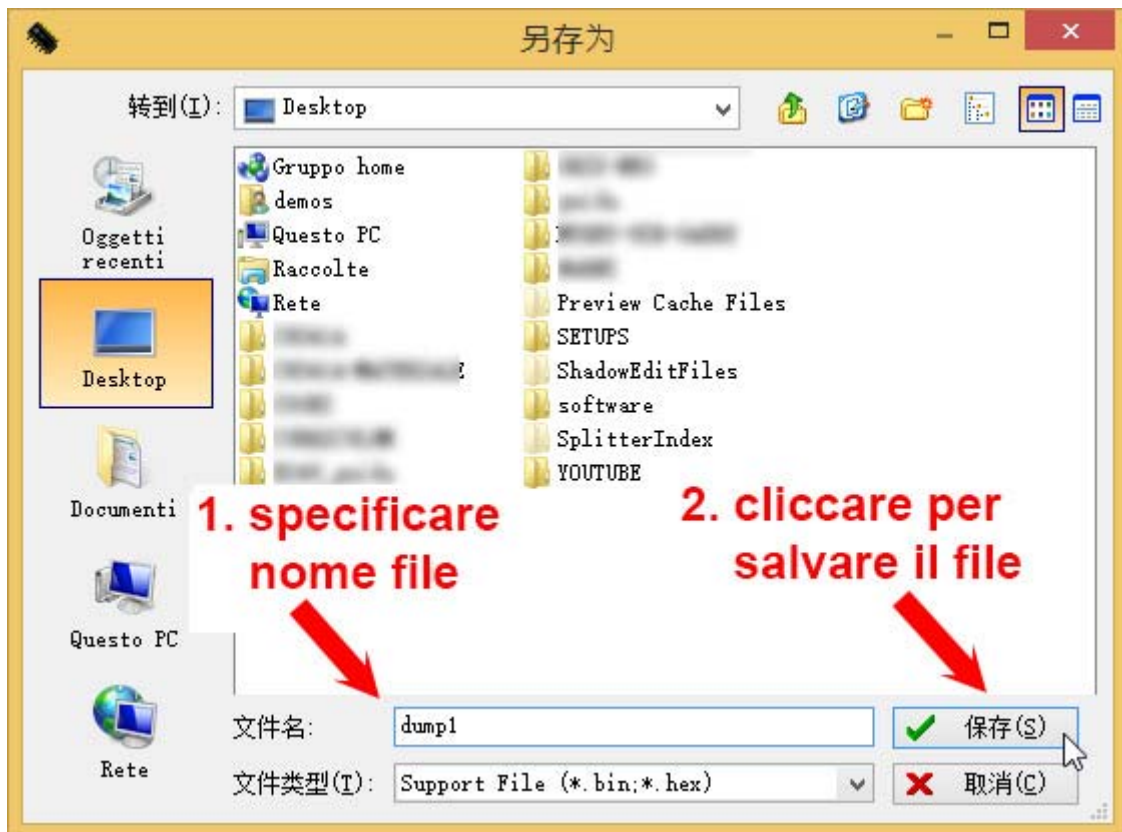 另存为
转到(I):
Desktop
Oggetti
recenti
Desktop
Documenti
Questo PC
Rete
Gruppo home
demos
Questo PC
Raccolte
Rete
Preview Cache Files
SETUPS
ShadowEditFiles
software
SplitterIndex
YOUTUBE
1. specificare
nome file
2. cliccare per
salvare il file
文件名:
dump1
保存(S)
文件类型(T):
Support File (*.bin;*.hex)
取消(C)